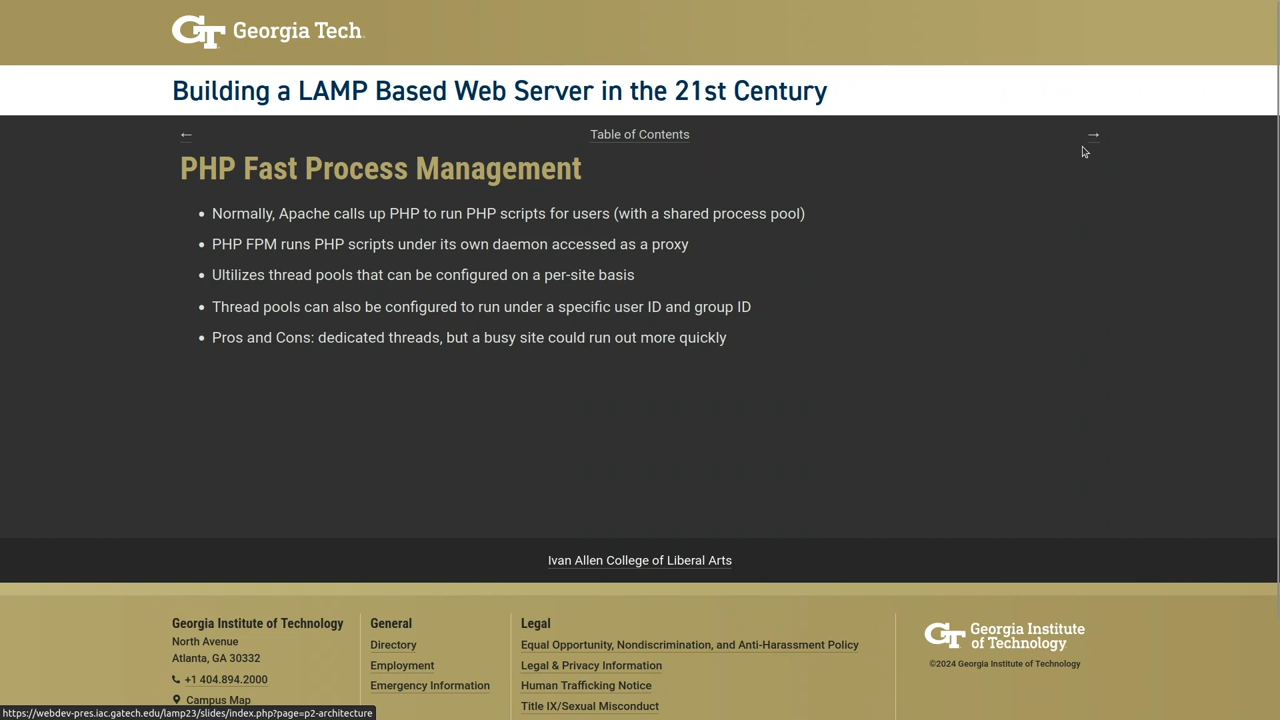 GT Georgia Tech.
Building a LAMP Based Web Server in the 21st Century
← Table of Contents →
PHP Fast Process Management
• Normally, Apache calls up PHP to run PHP scripts for users (with a shared process pool)
• PHP FPM runs PHP scripts under its own daemon accessed as a proxy
• Ultilizes thread pools that can be configured on a per-site basis
• Thread pools can also be configured to run under a specific user ID and group ID
• Pros and Cons: dedicated threads, but a busy site could run out more quickly
Ivan Allen College of Liberal Arts
Georgia Institute of Technology
North Avenue
Atlanta, GA 30332
+1 404.894.2000
Campus Map
General
Directory
Employment
Emergency Information
Legal
Equal Opportunity, Nondiscrimination, and Anti-Harassment Policy
Legal & Privacy Information
Human Trafficking Notice
Title IX/Sexual Misconduct
GT Georgia Institute
of Technology
©2024 Georgia Institute of Technology
https://webdev-pres.iac.gatech.edu/lamp23/slides/index.php?page=p2-architecture